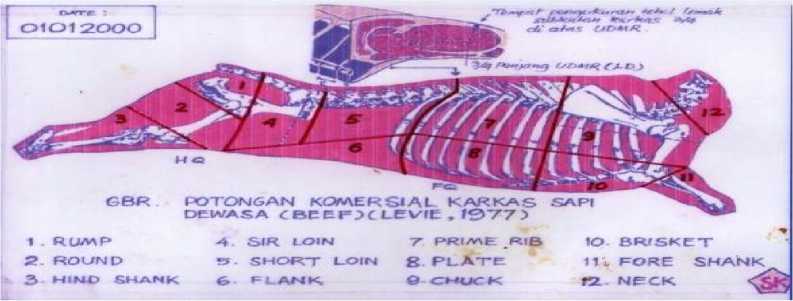 DATE :
01012000
Tempat pengukuran tebal lemak
di atas UDMR.
3/4 Panjang UDMR (LD)
1
2
3
4
5
6
7
8
9
10
11
12
HQ
FQ
GBR. POTONGAN KOMERSIAL KARKAS SAPI
DEWASA (BEEF) (LEVIE, 1977)
1. RUMP 4. SIR LOIN 7. PRIME RIB 10. BRISKET
2. ROUND 5. SHORT LOIN 8. PLATE 11. FORE SHANK
3. HIND SHANK 6. FLANK 9. CHUCK 12. NECK
SK